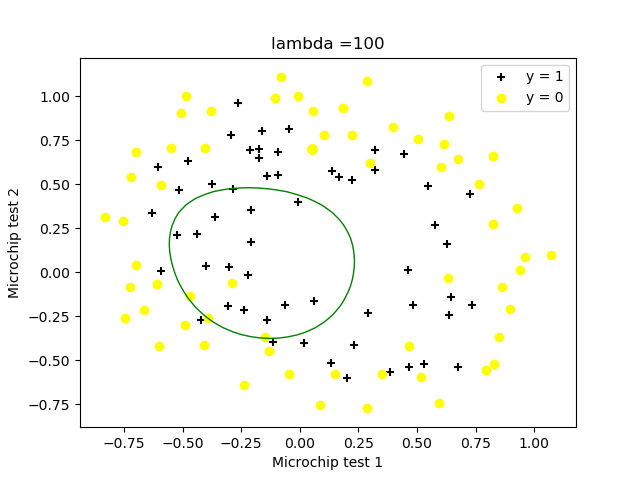 lambda =100
y = 1
y = 0
1.00
0.75
0.50
0.25
0.00
−0.25
−0.50
−0.75
Microchip test 2
−0.75 −0.50 −0.25 0.00 0.25 0.50 0.75 1.00
Microchip test 1